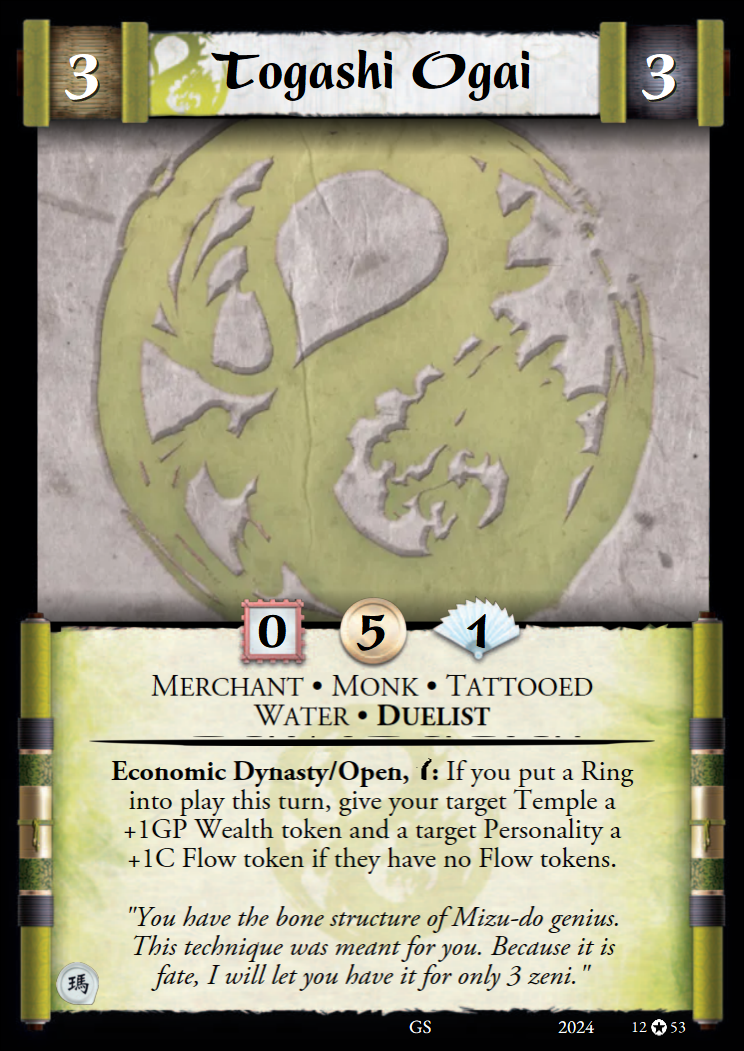 3 Togashi Ogai 3
0 5 1
MERCHANT • MONK • TATTOOED
WATER • DUELIST
Economic Dynasty/Open, : If you put a Ring
into play this turn, give your target Temple a
+1GP Wealth token and a target Personality a
+1C Flow token if they have no Flow tokens.
"You have the bone structure of Mizu-do genius.
This technique was meant for you. Because it is
fate, I will let you have it for only 3 zeni."
瑪
GS 2024 12 ✪ 53